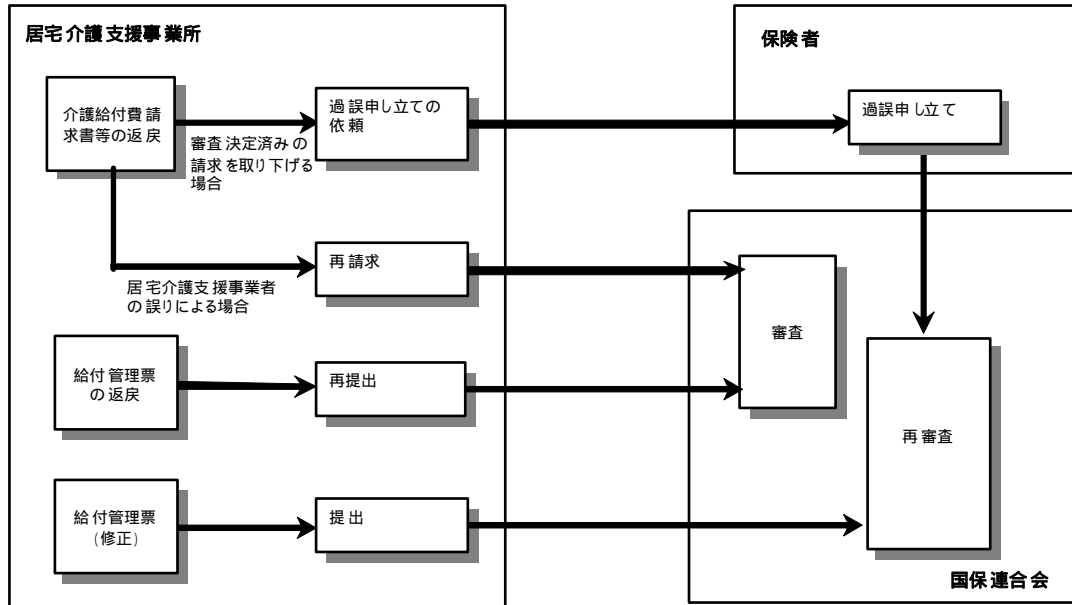 居宅介護支援事業所
保険者
介護給付費請
求書等の返戻
審査決定済みの
請求を取り下げる
場合
過誤申し立ての
依頼
過誤申し立て
居宅介護支援事業者
の誤りによる場合
再請求
審査
給付管理票
の返戻
再提出
再審査
給付管理票
(修正)
提出
国保連合会